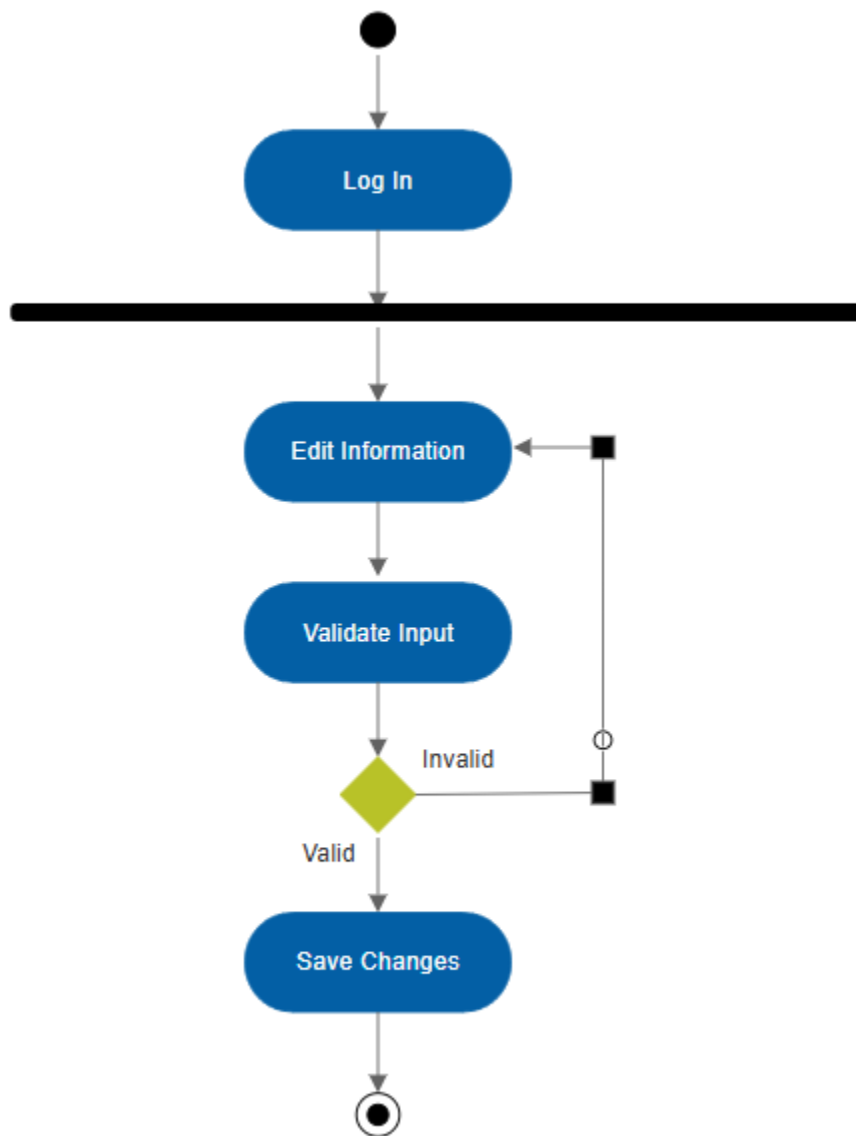 Log In
Edit Information
Validate Input
Invalid
Valid
Save Changes